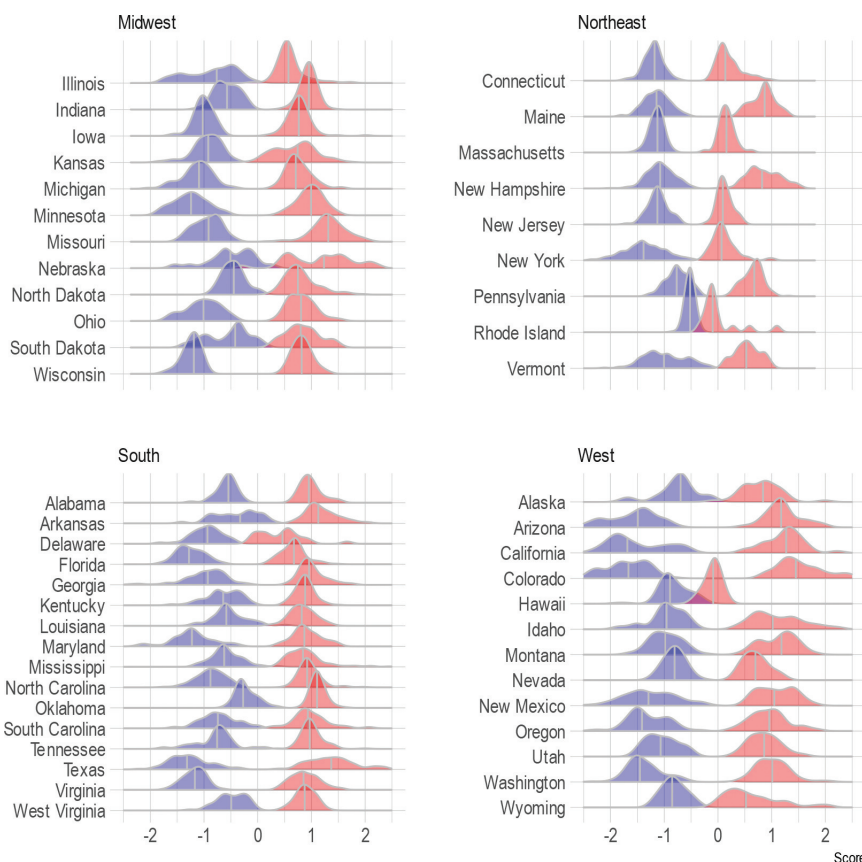 Midwest
Illinois
Indiana
Iowa
Kansas
Michigan
Minnesota
Missouri
Nebraska
North Dakota
Ohio
South Dakota
Wisconsin
Northeast
Connecticut
Maine
Massachusetts
New Hampshire
New Jersey
New York
Pennsylvania
Rhode Island
Vermont
South
Alabama
Arkansas
Delaware
Florida
Georgia
Kentucky
Louisiana
Maryland
Mississippi
North Carolina
Oklahoma
South Carolina
Tennessee
Texas
Virginia
West Virginia
-2 -1 0 1 2
West
Alaska
Arizona
California
Colorado
Hawaii
Idaho
Montana
Nevada
New Mexico
Oregon
Utah
Washington
Wyoming
-2 -1 0 1 2
Score